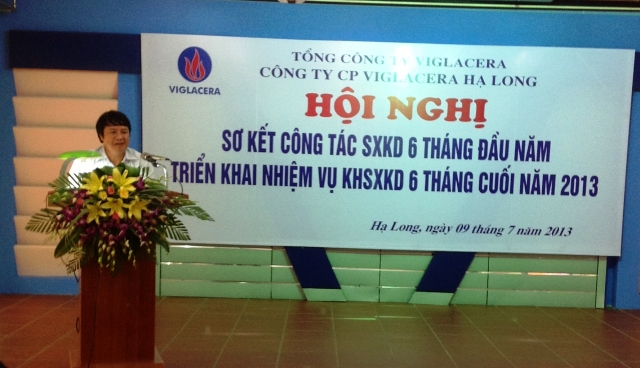 TỔNG CÔNG TY VIGLACERA
CÔNG TY CP VIGLACERA HẠ LONG
VIGLACERA
HỘI NGHỊ
SƠ KẾT CÔNG TÁC SXKD 6 THÁNG ĐẦU NĂM
TRIỂN KHAI NHIỆM VỤ KHSXKD 6 THÁNG CUỐI NĂM 2013
Hạ Long, ngày 09 tháng 7 năm 2013